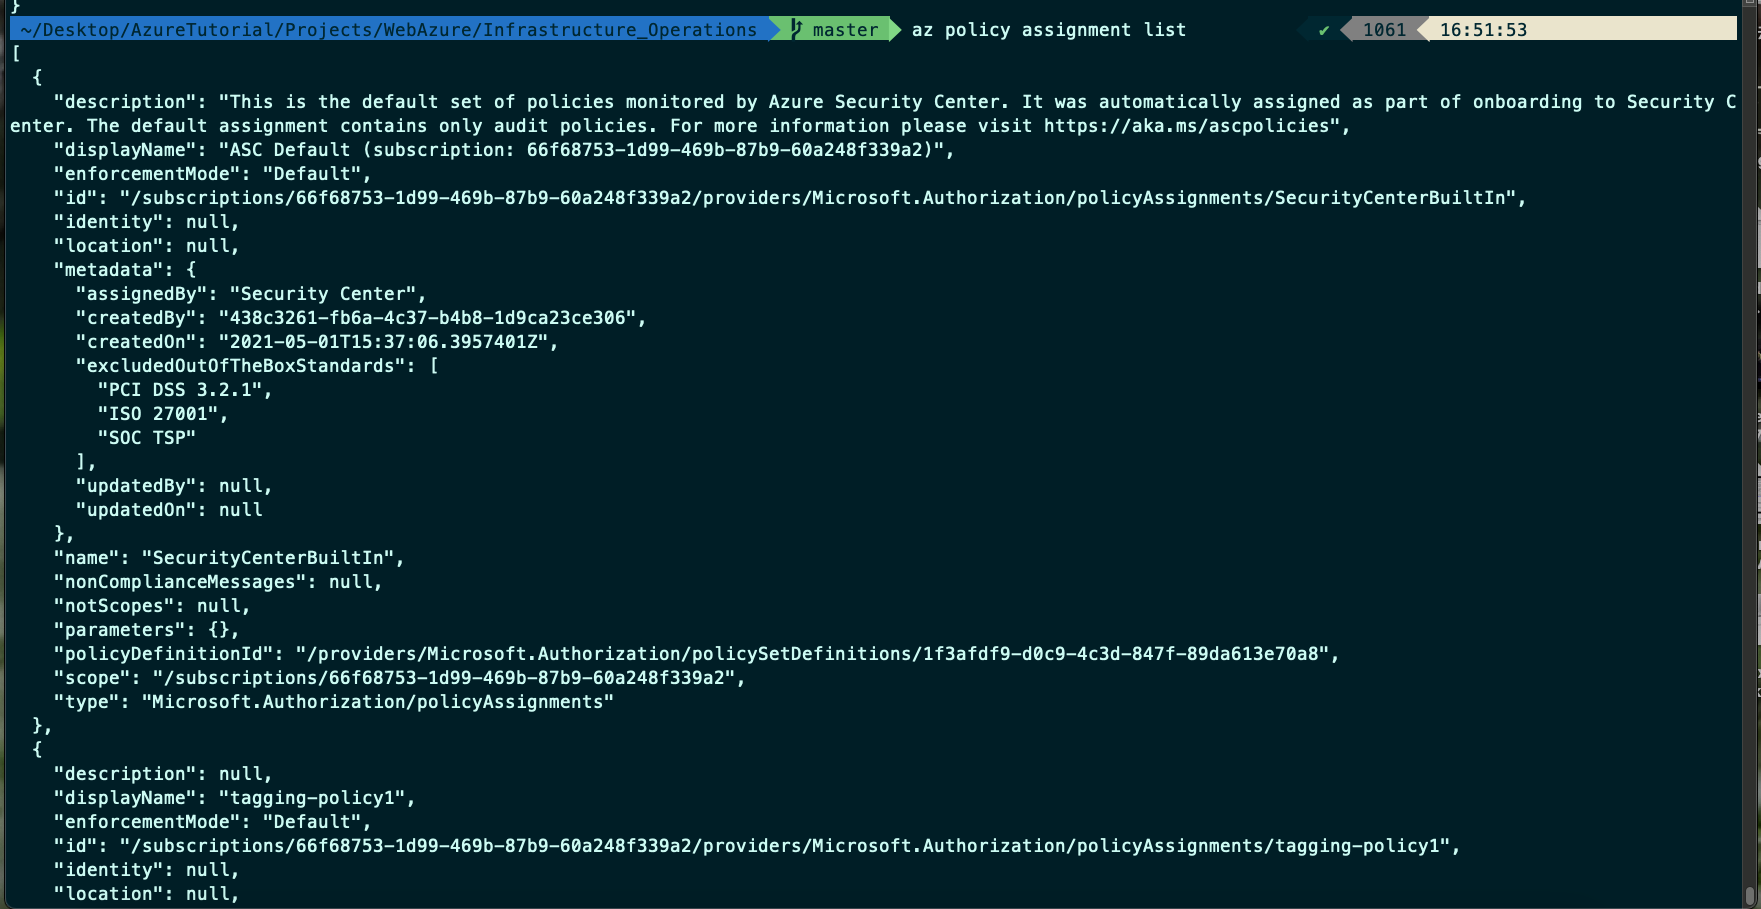 }
~/Desktop/AzureTutorial/Projects/WebAzure/Infrastructure_Operations master az policy assignment list ✔ 1061 16:51:53
[
  {
    "description": "This is the default set of policies monitored by Azure Security Center. It was automatically assigned as part of onboarding to Security C
enter. The default assignment contains only audit policies. For more information please visit https://aka.ms/ascpolicies",
    "displayName": "ASC Default (subscription: 66f68753-1d99-469b-87b9-60a248f339a2)",
    "enforcementMode": "Default",
    "id": "/subscriptions/66f68753-1d99-469b-87b9-60a248f339a2/providers/Microsoft.Authorization/policyAssignments/SecurityCenterBuiltIn",
    "identity": null,
    "location": null,
    "metadata": {
      "assignedBy": "Security Center",
      "createdBy": "438c3261-fb6a-4c37-b4b8-1d9ca23ce306",
      "createdOn": "2021-05-01T15:37:06.3957401Z",
      "excludedOutOfTheBoxStandards": [
        "PCI DSS 3.2.1",
        "ISO 27001",
        "SOC TSP"
      ],
      "updatedBy": null,
      "updatedOn": null
    },
    "name": "SecurityCenterBuiltIn",
    "nonComplianceMessages": null,
    "notScopes": null,
    "parameters": {},
    "policyDefinitionId": "/providers/Microsoft.Authorization/policySetDefinitions/1f3afdf9-d0c9-4c3d-847f-89da613e70a8",
    "scope": "/subscriptions/66f68753-1d99-469b-87b9-60a248f339a2",
    "type": "Microsoft.Authorization/policyAssignments"
  },
  {
    "description": null,
    "displayName": "tagging-policy1",
    "enforcementMode": "Default",
    "id": "/subscriptions/66f68753-1d99-469b-87b9-60a248f339a2/providers/Microsoft.Authorization/policyAssignments/tagging-policy1",
    "identity": null,
    "location": null,